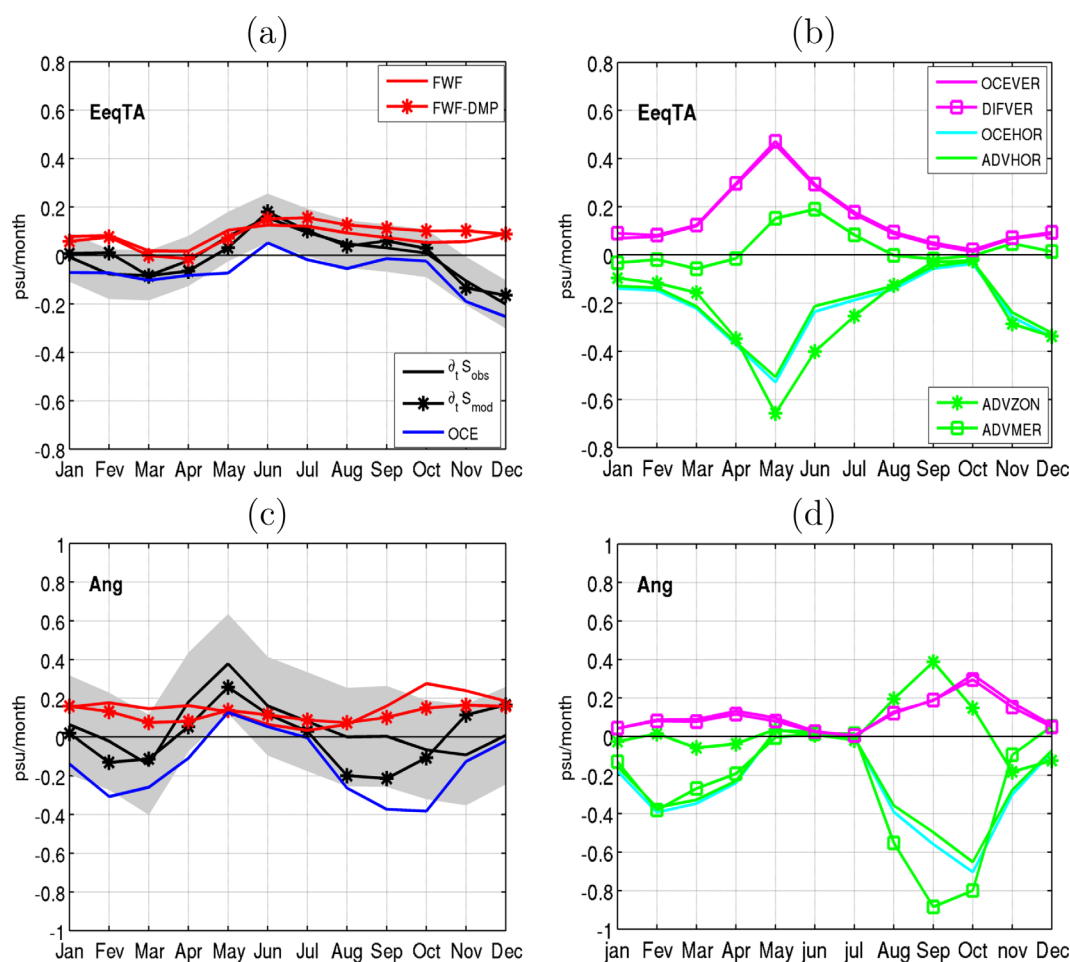 (a)
0.8
0.6
0.4
0.2
0
-0.2
-0.4
-0.6
-0.8
psu/month
EeqTA
FWF
FWF-DMP
∂t Sobs
∂t Smod
OCE
Jan Fev Mar Apr May Jun Jul Aug Sep Oct Nov Dec
(b)
0.8
0.6
0.4
0.2
0
-0.2
-0.4
-0.6
-0.8
psu/month
EeqTA
OCEVER
DIFVER
OCEHOR
ADVHOR
ADVZON
ADVMER
Jan Fev Mar Apr May Jun Jul Aug Sep Oct Nov Dec
(c)
1
0.8
0.6
0.4
0.2
0
-0.2
-0.4
-0.6
-0.8
-1
psu/month
Ang
Jan Fev Mar Apr May Jun Jul Aug Sep Oct Nov Dec
(d)
1
0.8
0.6
0.4
0.2
0
-0.2
-0.4
-0.6
-0.8
-1
psu/month
Ang
jan Fev Mar Apr May jun jul Aug Sep Oct nov Dec